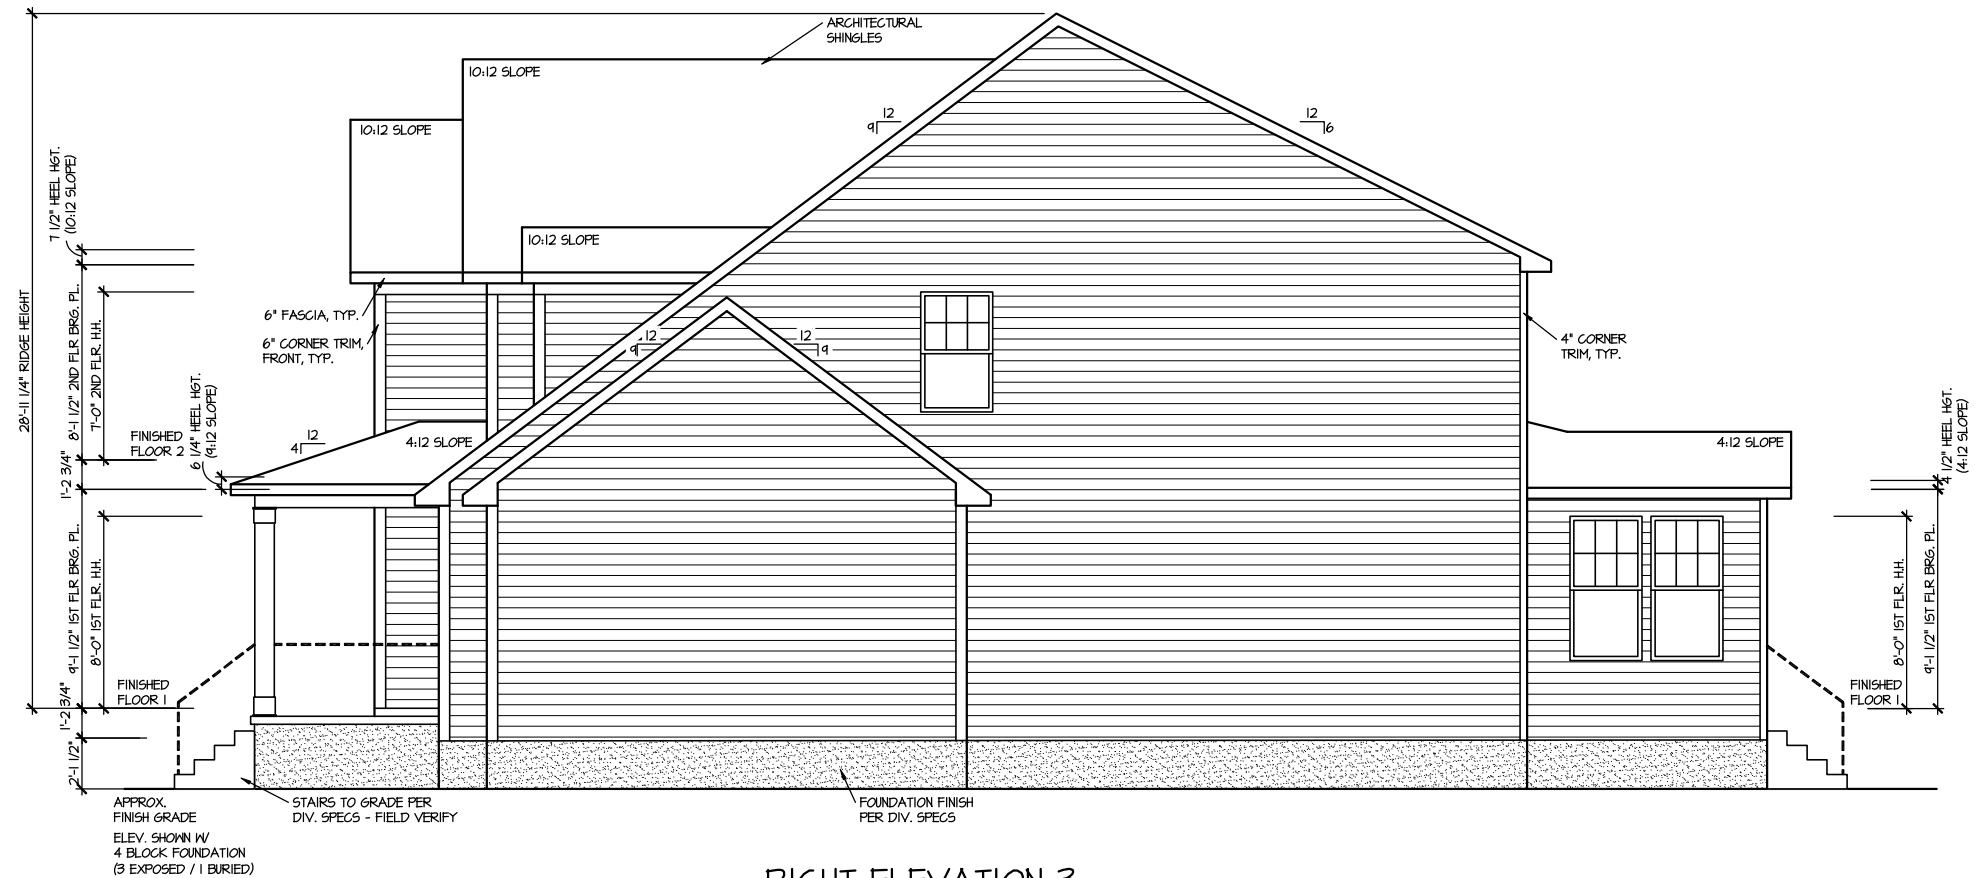 ARCHITECTURAL
SHINGLES
10:12 SLOPE
10:12 SLOPE
10:12 SLOPE
12
9
12
6
7 1/2" HEEL HGT.
(10:12 SLOPE)
28'-11 1/4" RIDGE HEIGHT
8'-1 1/2" 2ND FLR BRG. PL.
7'-0" 2ND FLR. H.H.
6" FASCIA, TYP.
6" CORNER TRIM,
FRONT, TYP.
12
9
12
9
4" CORNER
TRIM, TYP.
6 1/4" HEEL HGT.
(9:12 SLOPE)
FINISHED
FLOOR 2
12
4
4:12 SLOPE
4:12 SLOPE
4 1/2" HEEL HGT.
(4:12 SLOPE)
1'-2 3/4"
9'-1 1/2" 1ST FLR BRG. PL.
8'-0" 1ST FLR. H.H.
8'-0" 1ST FLR. H.H.
9'-1 1/2" 1ST FLR BRG. PL.
FINISHED
FLOOR 1
FINISHED
FLOOR 1
1'-2 3/4"
2'-1 1/2"
APPROX.
FINISH GRADE
ELEV. SHOWN W/
4 BLOCK FOUNDATION
(3 EXPOSED / 1 BURIED)
STAIRS TO GRADE PER
DIV. SPECS - FIELD VERIFY
FOUNDATION FINISH
PER DIV. SPECS
RIGHT ELEVATION 3